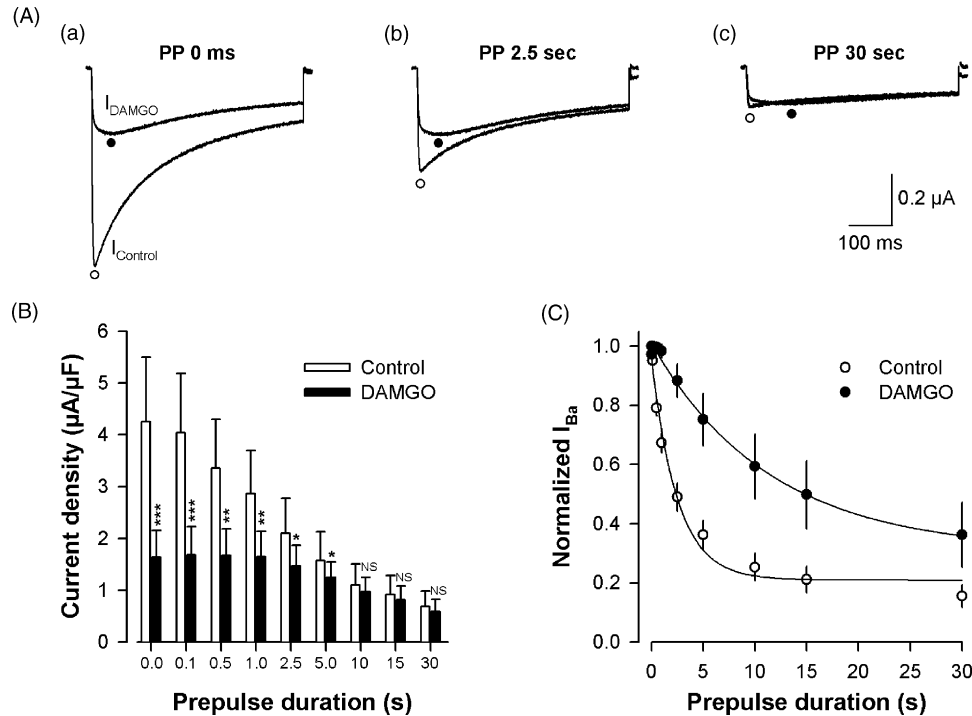 (A)
(a)
PP 0 ms
I_DAMGO
I_Control
(b)
PP 2.5 sec
(c)
PP 30 sec
0.2 µA
100 ms
(B)
Current density (µA/µF)
6
5
4
3
2
1
0
Control
DAMGO
***
***
**
**
*
*
NS
NS
NS
0.0 0.1 0.5 1.0 2.5 5.0 10 15 30
Prepulse duration (s)
(C)
Normalized I_Ba
1.0
0.8
0.6
0.4
0.2
0.0
Control
DAMGO
0 5 10 15 20 25 30
Prepulse duration (s)